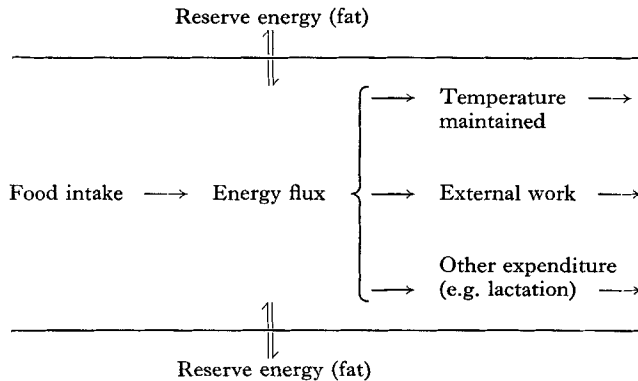 Reserve energy (fat)
Temperature
maintained
Food intake
Energy flux
External work
Other expenditure
(e.g. lactation)
Reserve energy (fat)